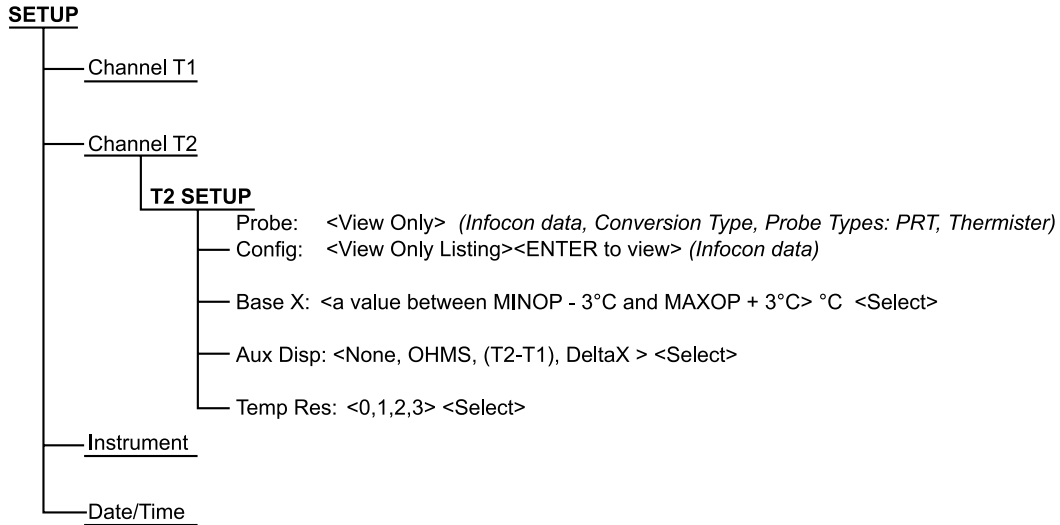 SETUP
Channel T1
Channel T2
T2 SETUP
Probe: <View Only> (Infocon data, Conversion Type, Probe Types: PRT, Thermister)
Config: <View Only Listing><ENTER to view> (Infocon data)
Base X: <a value between MINOP - 3°C and MAXOP + 3°C> °C <Select>
Aux Disp: <None, OHMS, (T2-T1), DeltaX > <Select>
Temp Res: <0,1,2,3> <Select>
Instrument
Date/Time